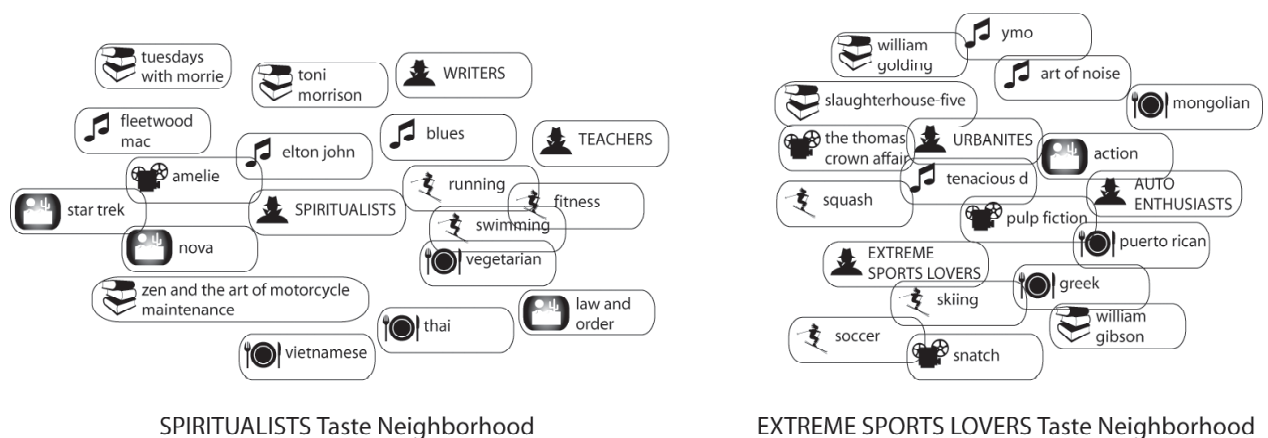 tuesdays
with morrie
toni
morrison
WRITERS
fleetwood
mac
elton john
blues
TEACHERS
amelie
running
star trek
SPIRITUALISTS
fitness
swimming
nova
vegetarian
zen and the art of motorcycle
maintenance
law and
order
thai
vietnamese
SPIRITUALISTS Taste Neighborhood
william
golding
ymo
art of noise
slaughterhouse-five
mongolian
the thomas
crown affair
URBANITES
action
tenacious d
squash
AUTO
ENTHUSIASTS
pulp fiction
puerto rican
EXTREME
SPORTS LOVERS
skiing
greek
william
gibson
soccer
snatch
EXTREME SPORTS LOVERS Taste Neighborhood